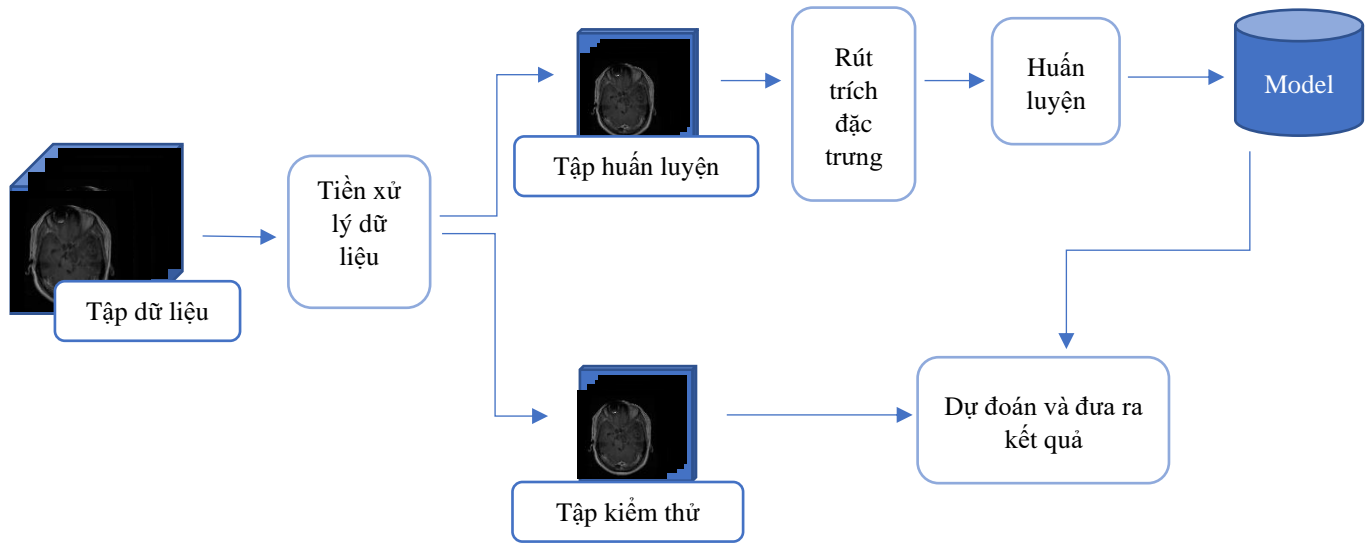 Tập dữ liệu
Tiền xử
lý dữ
liệu
Tập huấn luyện
Rút
trích
đặc
trưng
Huấn
luyện
Model
Tập kiểm thử
Dự đoán và đưa ra
kết quả